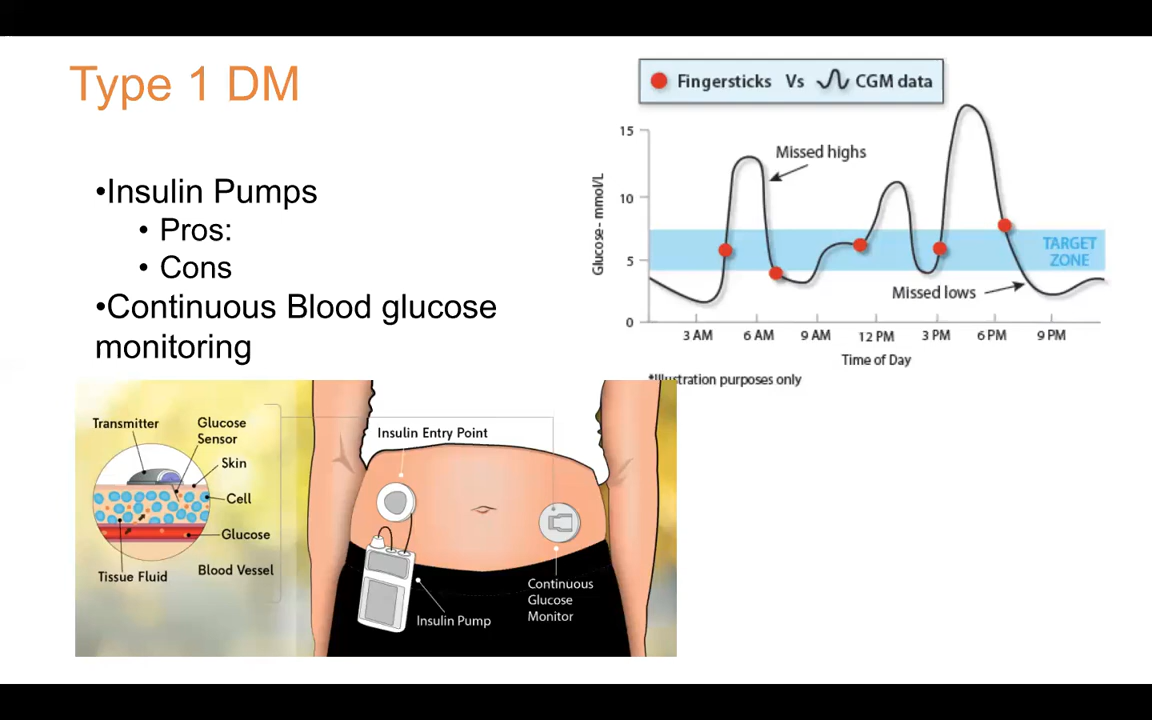 Type 1 DM
•Insulin Pumps
• Pros:
• Cons
•Continuous Blood glucose
monitoring
Fingersticks Vs CGM data
15
10
5
0
Glucose - mmol/L
Missed highs
TARGET
ZONE
Missed lows
3 AM 6 AM 9 AM 12 PM 3 PM 6 PM 9 PM
Time of Day
*Illustration purposes only
Transmitter
Glucose
Sensor
Skin
Cell
Glucose
Blood Vessel
Tissue Fluid
Insulin Entry Point
Insulin Pump
Continuous
Glucose
Monitor